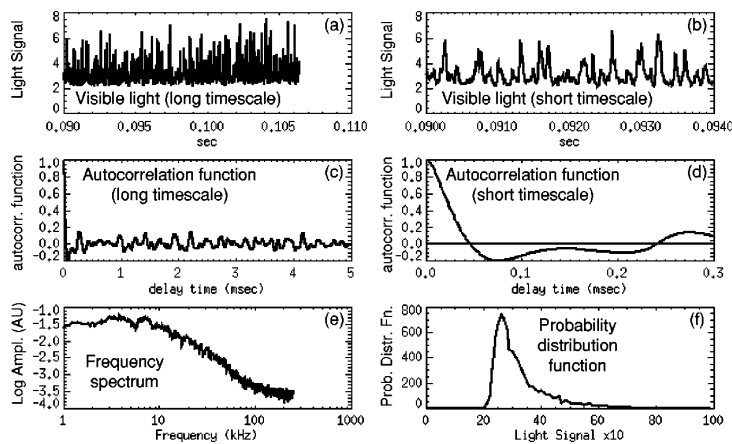 8
6
4
2
0
Light Signal
(a)
Visible light (long timescale)
0.090 0.095 0.100 0.105 0.110
sec
8
6
4
2
0
Light Signal
(b)
Visible light (short timescale)
0.0900 0.0910 0.0920 0.0930 0.0940
sec
1.0
0.8
0.6
0.4
0.2
0.0
-0.2
autocorr. function
(c)
Autocorrelation function
(long timescale)
0 1 2 3 4 5
delay time (msec)
1.0
0.8
0.6
0.4
0.2
0.0
-0.2
autocorr. function
(d)
Autocorrelation function
(short timescale)
0.0 0.1 0.2 0.3
delay time (msec)
-1.0
-1.5
-2.0
-2.5
-3.0
-3.5
-4.0
Log Ampl. (AU)
(e)
Frequency
spectrum
1 10 100 1000
Frequency (kHz)
800
600
400
200
0
Prob. Distr. Fn.
(f)
Probability
distribution
function
0 20 40 60 80 100
Light Signal x10